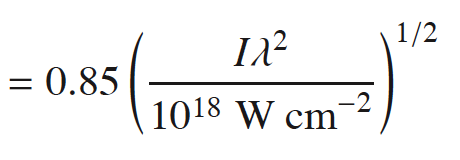 = 0.85 ( Iλ² / 10¹⁸ W cm⁻² )^1/2